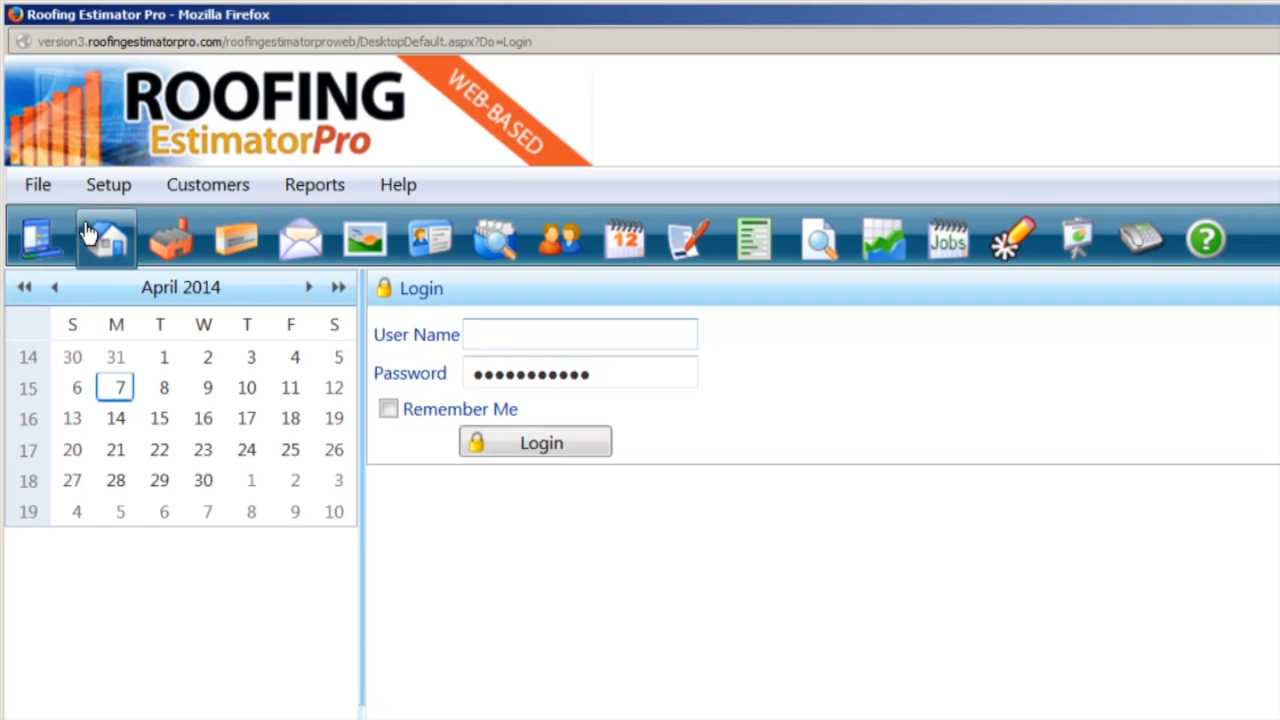 Roofing Estimator Pro - Mozilla Firefox
version3.roofingestimatorpro.com/roofingestimatorproweb/DesktopDefault.aspx?Do=Login
ROOFING
EstimatorPro
WEB-BASED
File Setup Customers Reports Help
12
Jobs
?
April 2014
S M T W T F S
14 30 31 1 2 3 4 5
15 6 7 8 9 10 11 12
16 13 14 15 16 17 18 19
17 20 21 22 23 24 25 26
18 27 28 29 30 1 2 3
19 4 5 6 7 8 9 10
Login
User Name
Password •••••••••••
Remember Me
Login